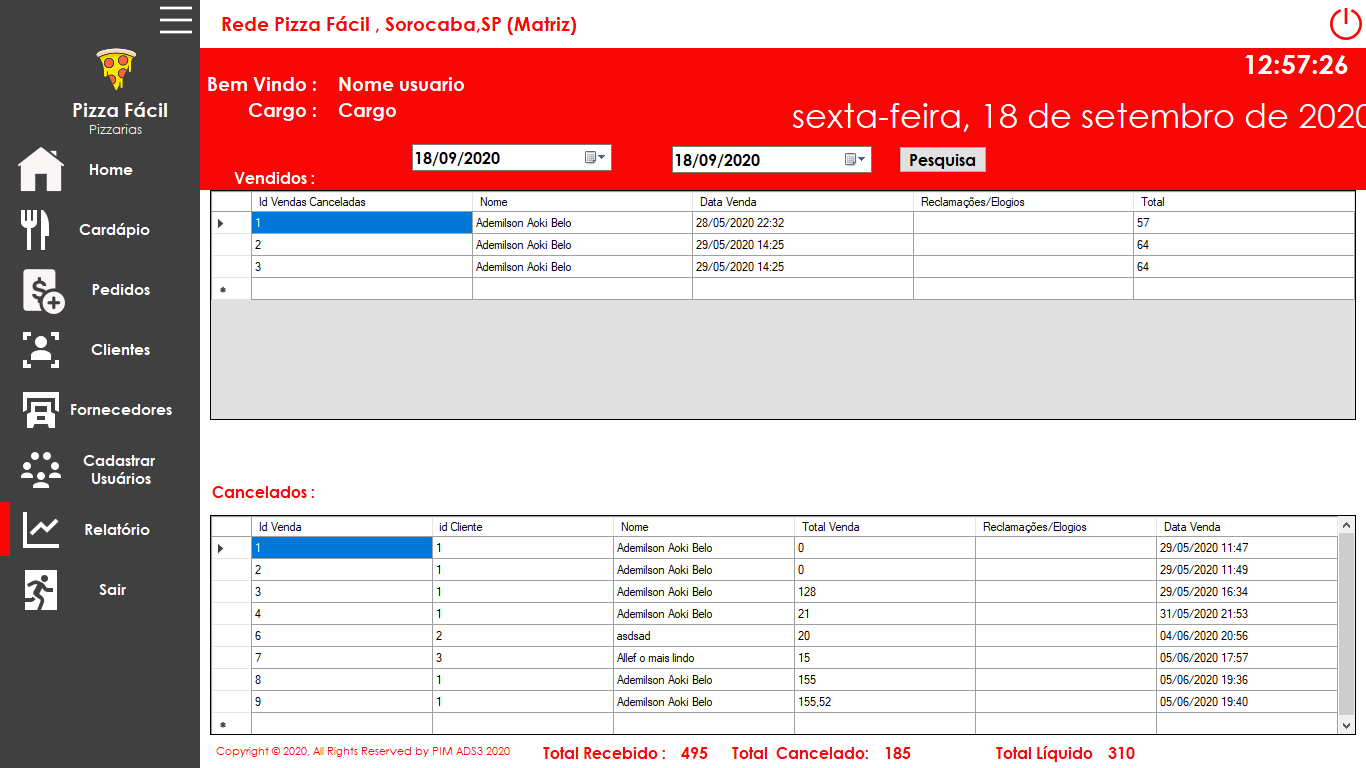 Rede Pizza Fácil , Sorocaba,SP (Matriz)
12:57:26
Bem Vindo : Nome usuario
Cargo : Cargo
sexta-feira, 18 de setembro de 2020
18/09/2020 18/09/2020 Pesquisa
Vendidos :
Pizza Fácil
Pizzarias
Home
Cardápio
Pedidos
Clientes
Fornecedores
Cadastrar
Usuários
Relatório
Sair
Id Vendas Canceladas Nome Data Venda Reclamações/Elogios Total
1 Ademilson Aoki Belo 28/05/2020 22:32 57
2 Ademilson Aoki Belo 29/05/2020 14:25 64
3 Ademilson Aoki Belo 29/05/2020 14:25 64
Cancelados :
Id Venda id Cliente Nome Total Venda Reclamações/Elogios Data Venda
1 1 Ademilson Aoki Belo 0 29/05/2020 11:47
2 1 Ademilson Aoki Belo 0 29/05/2020 11:49
3 1 Ademilson Aoki Belo 128 29/05/2020 16:34
4 1 Ademilson Aoki Belo 21 31/05/2020 21:53
6 2 asdsad 20 04/06/2020 20:56
7 3 Allef o mais lindo 15 05/06/2020 17:57
8 1 Ademilson Aoki Belo 155 05/06/2020 19:36
9 1 Ademilson Aoki Belo 155,52 05/06/2020 19:40
Copyright © 2020, All Rights Reserved by PIM ADS3 2020
Total Recebido : 495 Total Cancelado: 185 Total Líquido 310